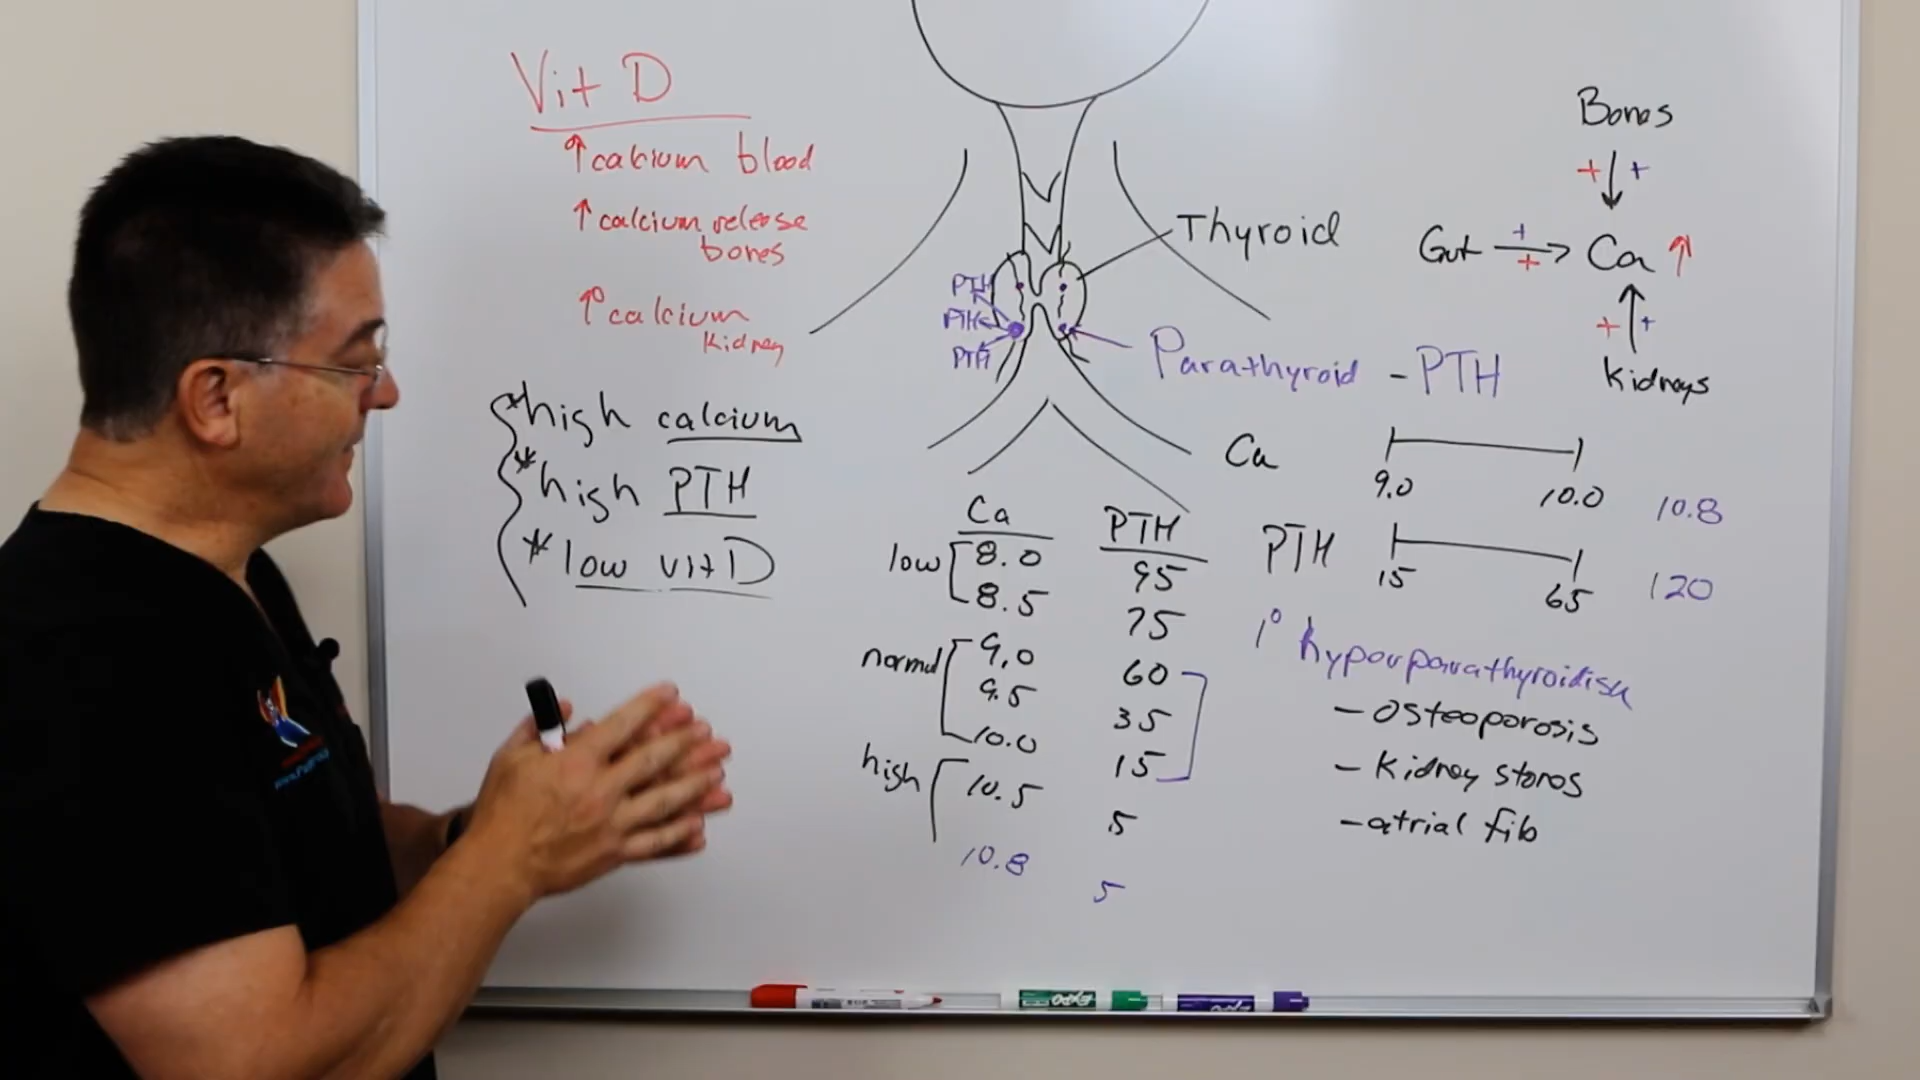 Vit D
↑ calcium blood
↑ calcium release
bones
↑ calcium
kidney
*high calcium
*high PTH
*low vit D
Thyroid
PTH
PTH
PTH
Parathyroid - PTH
Bones
+ +
Gut + + Ca ↑
+ +
Kidneys
Ca 9.0 10.0 10.8
PTH 15 65 120
Ca PTH
low 8.0 95
8.5 75
normal 9.0 60
9.5 35
10.0 15
high 10.5 5
10.8 5
1° hyperparathyroidism
- osteoporosis
- Kidney stones
- atrial fib
EXPO